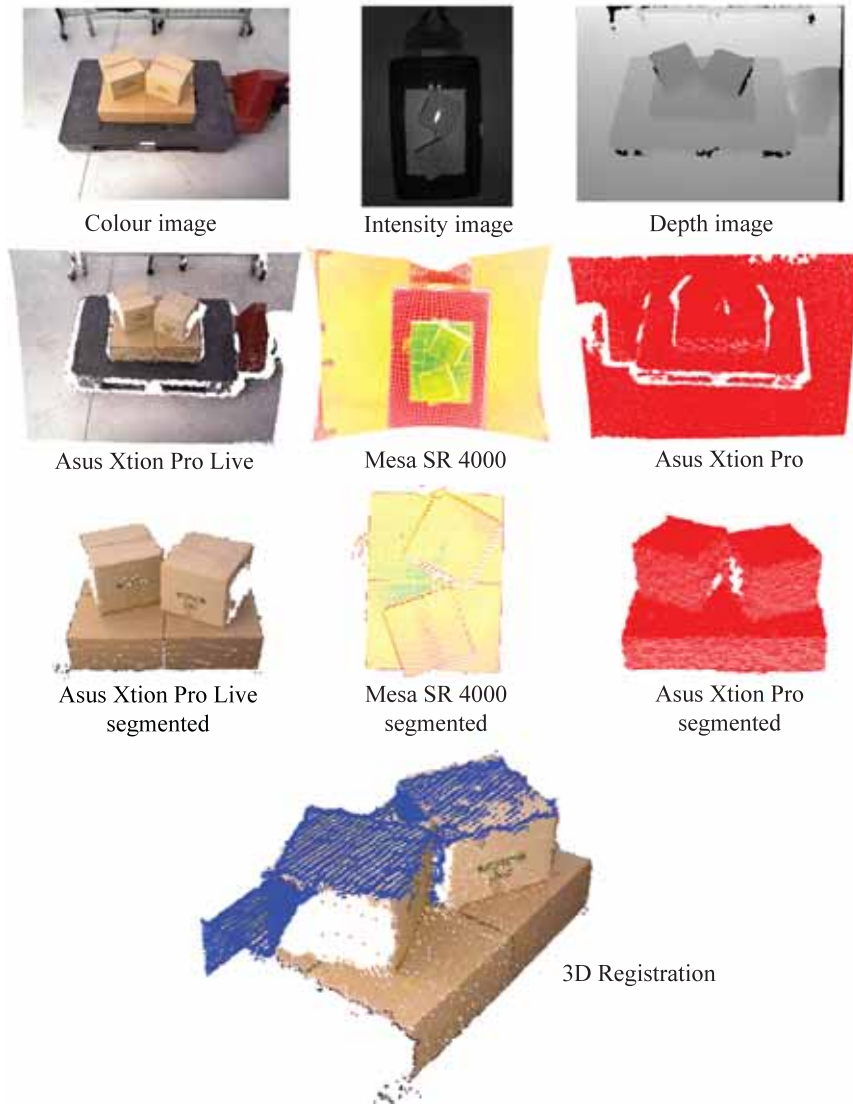 Colour image
Intensity image
Depth image
Asus Xtion Pro Live
Mesa SR 4000
Asus Xtion Pro
Asus Xtion Pro Live
segmented
Mesa SR 4000
segmented
Asus Xtion Pro
segmented
3D Registration